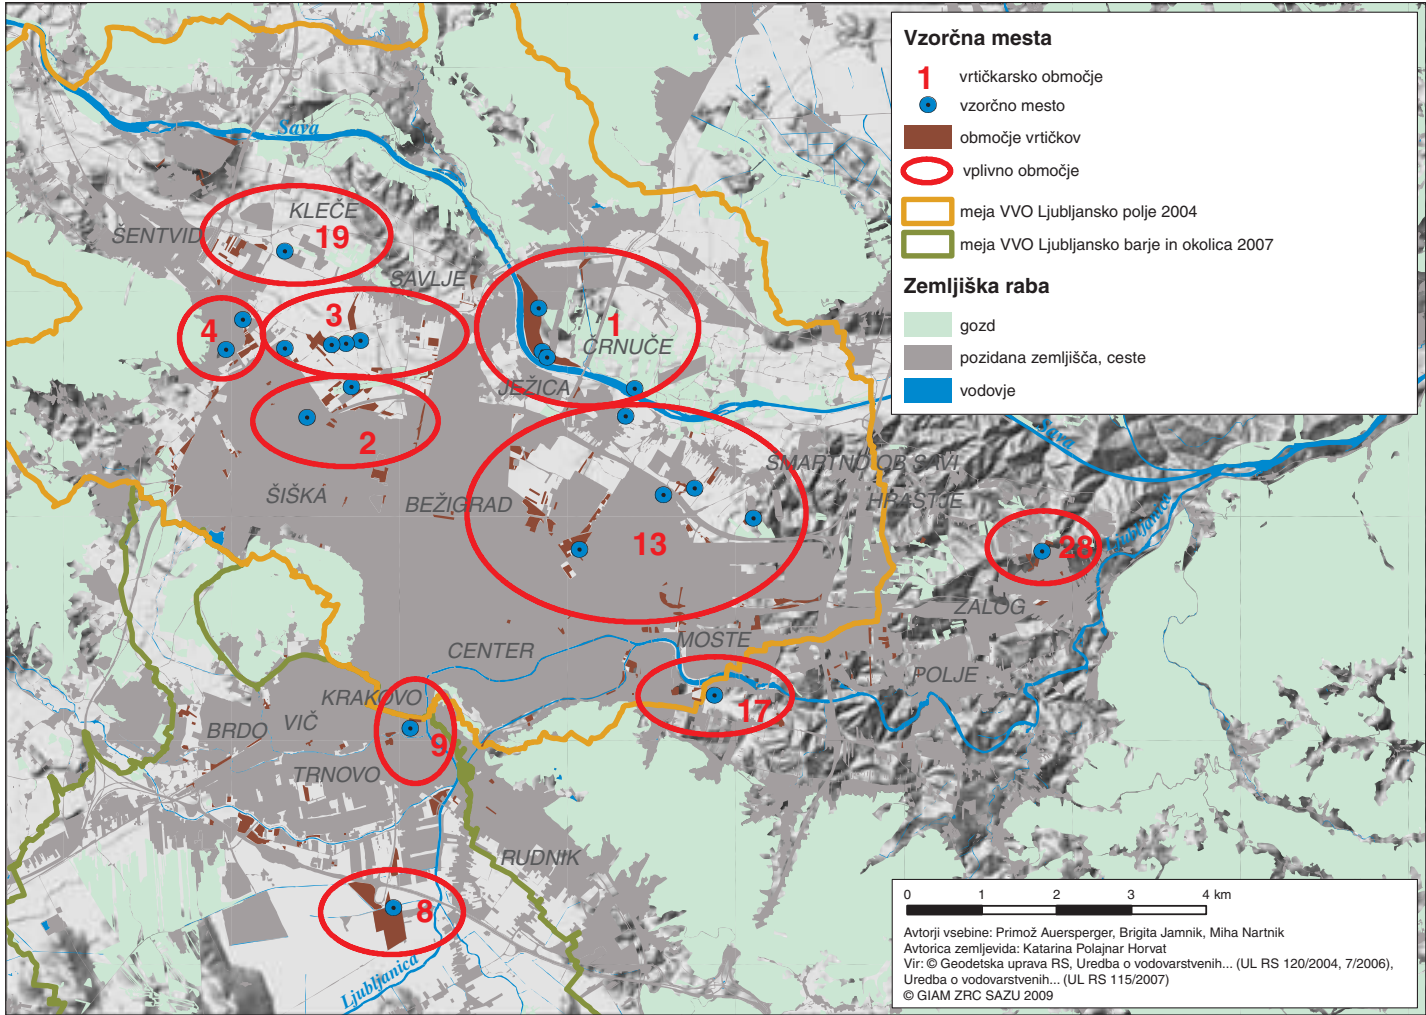 Vzorčna mesta
1 vrtičkarsko območje
vzorčno mesto
območje vrtičkov
vplivno območje
meja VVO Ljubljansko polje 2004
meja VVO Ljubljansko barje in okolica 2007
Zemljiška raba
gozd
pozidana zemljišča, ceste
vodovje
Sava
KLEČE
ŠENTVID
19
SAVLJE
4
3
1
ČRNUČE
JEŽICA
2
Sava
ŠMARTNO OB SAVI
ŠIŠKA
BEŽIGRAD
HRASTJE
Ljubljanica
13
28
ZALOG
MOSTE
CENTER
POLJE
KRAKOVO
17
BRDO
VIČ
9
TRNOVO
RUDNIK
8
Ljubljanica
0 1 2 3 4 km
Avtorji vsebine: Primož Auersperger, Brigita Jamnik, Miha Nartnik
Avtorica zemljevida: Katarina Polajnar Horvat
Vir: © Geodetska uprava RS, Uredba o vodovarstvenih... (UL RS 120/2004, 7/2006),
Uredba o vodovarstvenih... (UL RS 115/2007)
© GIAM ZRC SAZU 2009